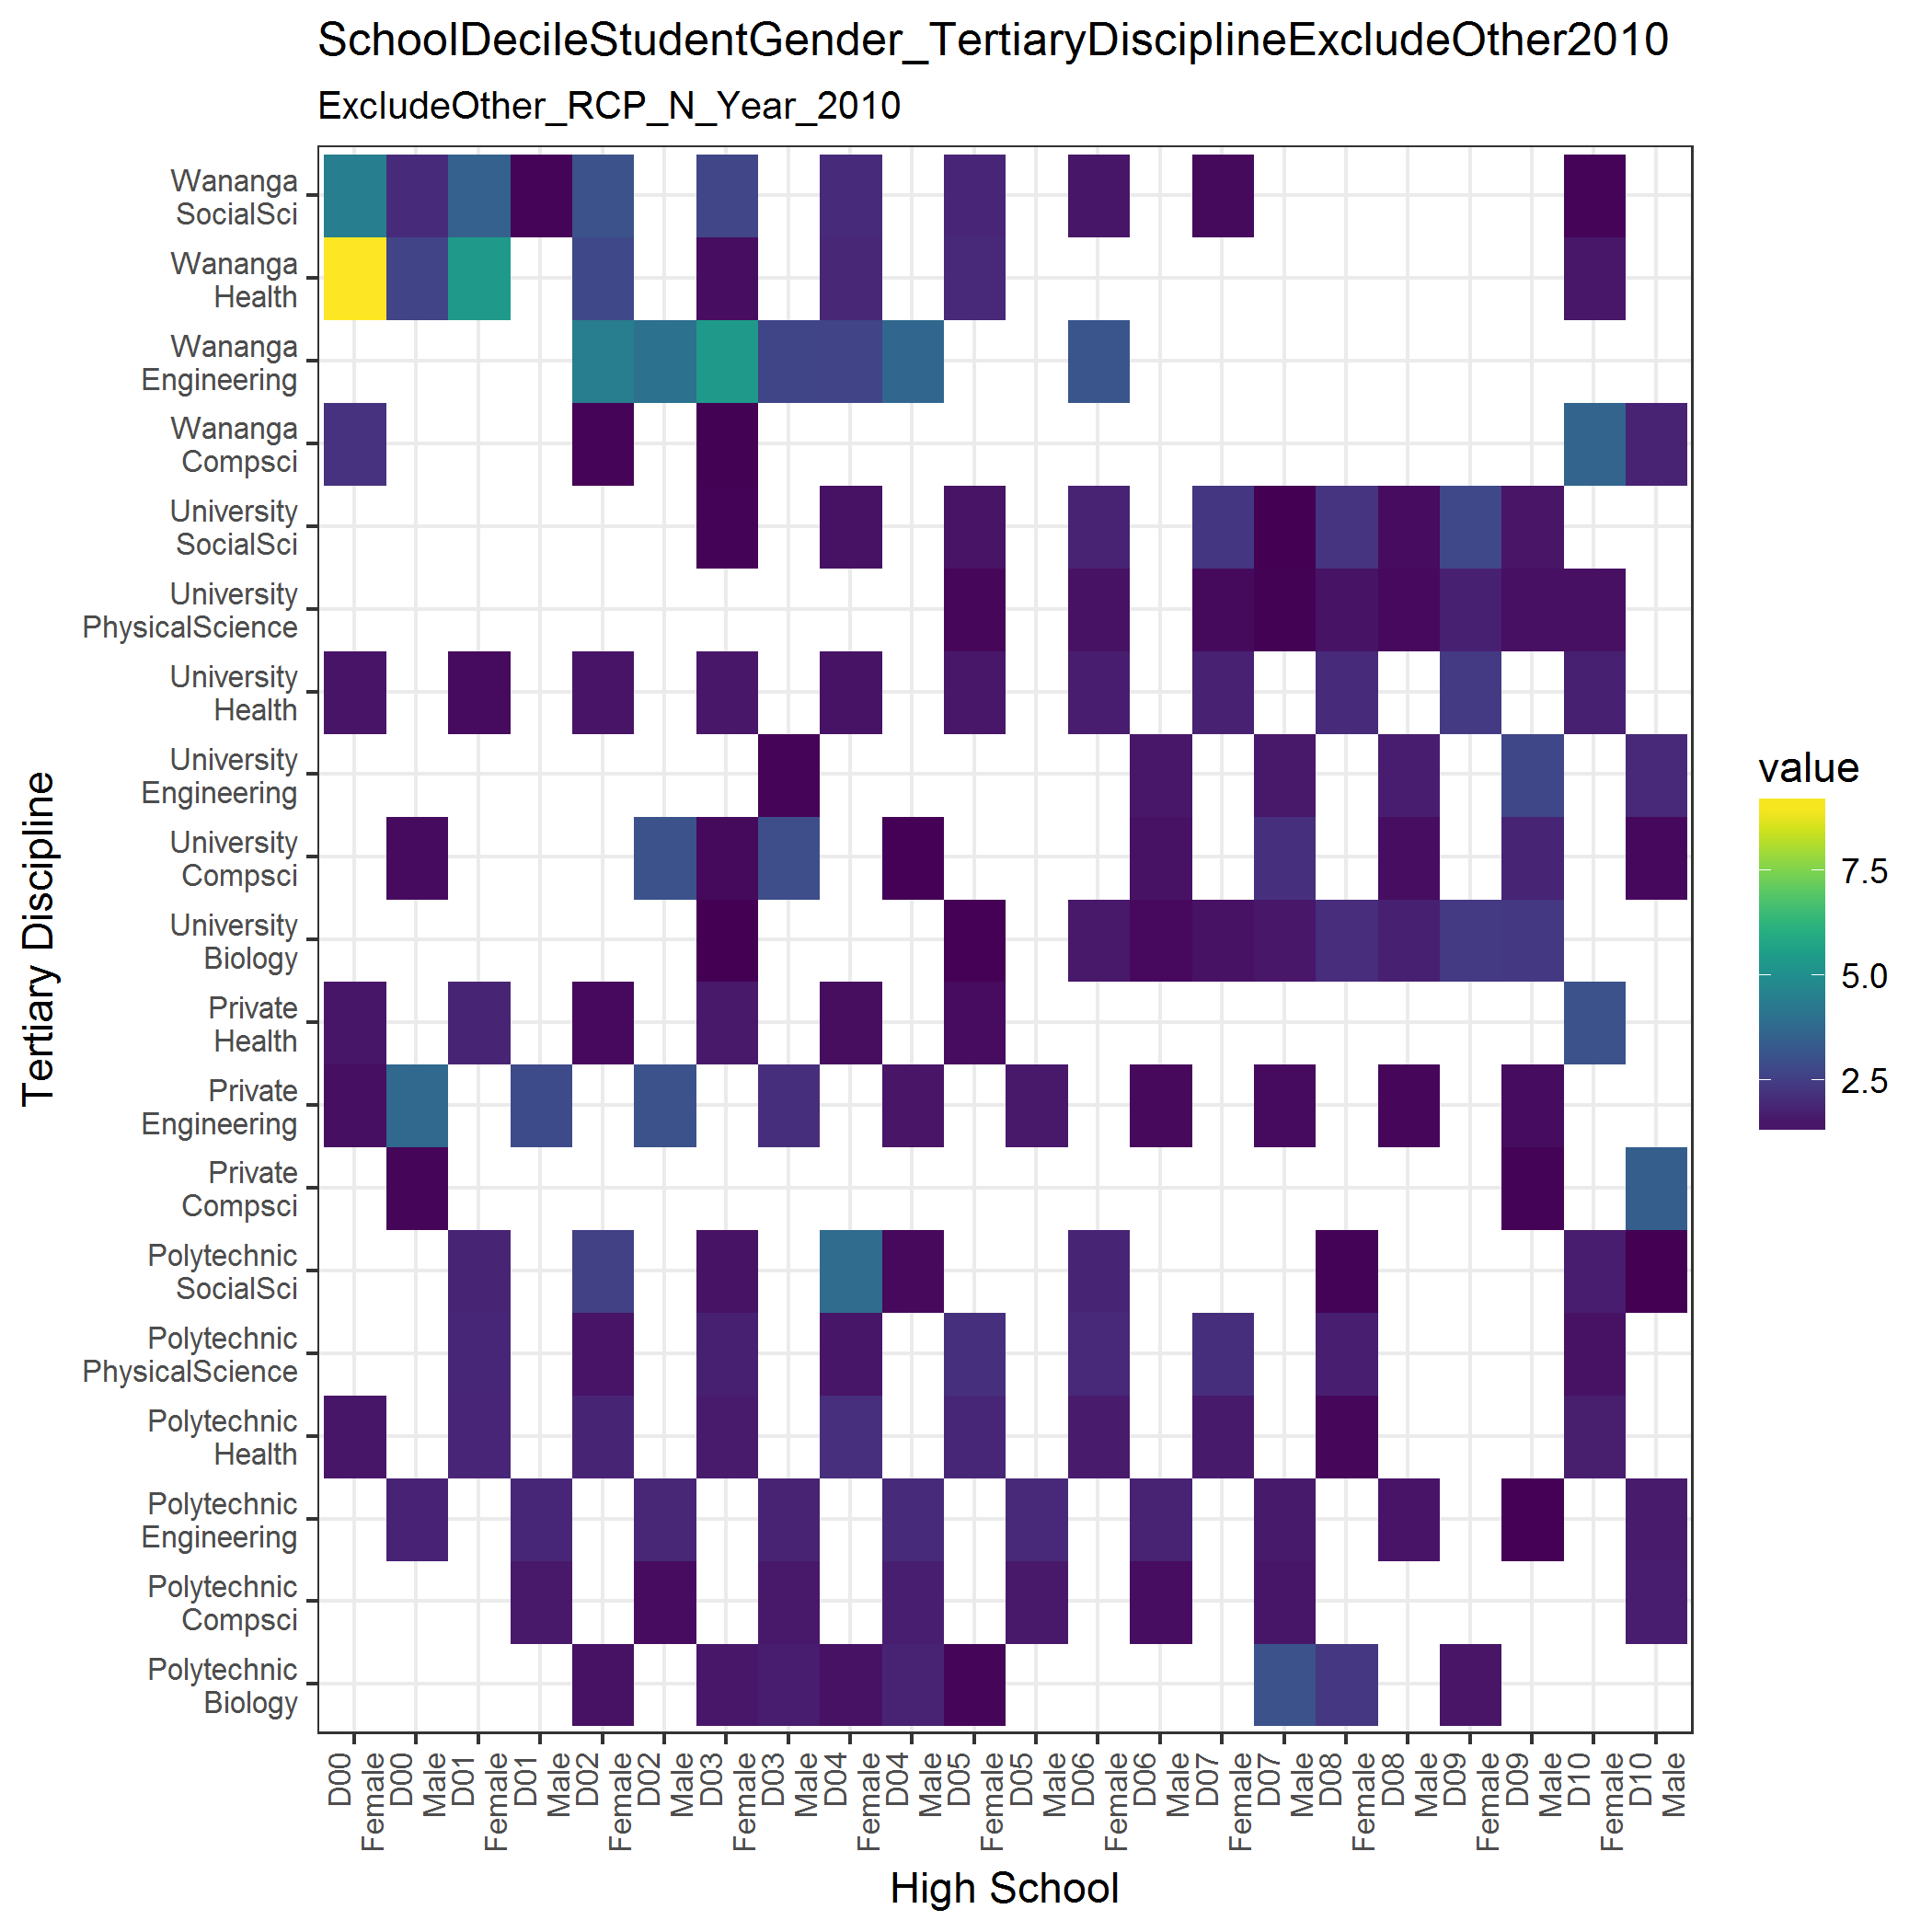 SchoolDecileStudentGender_TertiaryDisciplineExcludeOther2010
ExcludeOther_RCP_N_Year_2010
Tertiary Discipline
Wananga
SocialSci
Wananga
Health
Wananga
Engineering
Wananga
Compsci
University
SocialSci
University
PhysicalScience
University
Health
University
Engineering
University
Compsci
University
Biology
Private
Health
Private
Engineering
Private
Compsci
Polytechnic
SocialSci
Polytechnic
PhysicalScience
Polytechnic
Health
Polytechnic
Engineering
Polytechnic
Compsci
Polytechnic
Biology
D00
Female
D00
Male
D01
Female
D01
Male
D02
Female
D02
Male
D03
Female
D03
Male
D04
Female
D04
Male
D05
Female
D05
Male
D06
Female
D06
Male
D07
Female
D07
Male
D08
Female
D08
Male
D09
Female
D09
Male
D10
Female
D10
Male
High School
value
7.5
5.0
2.5